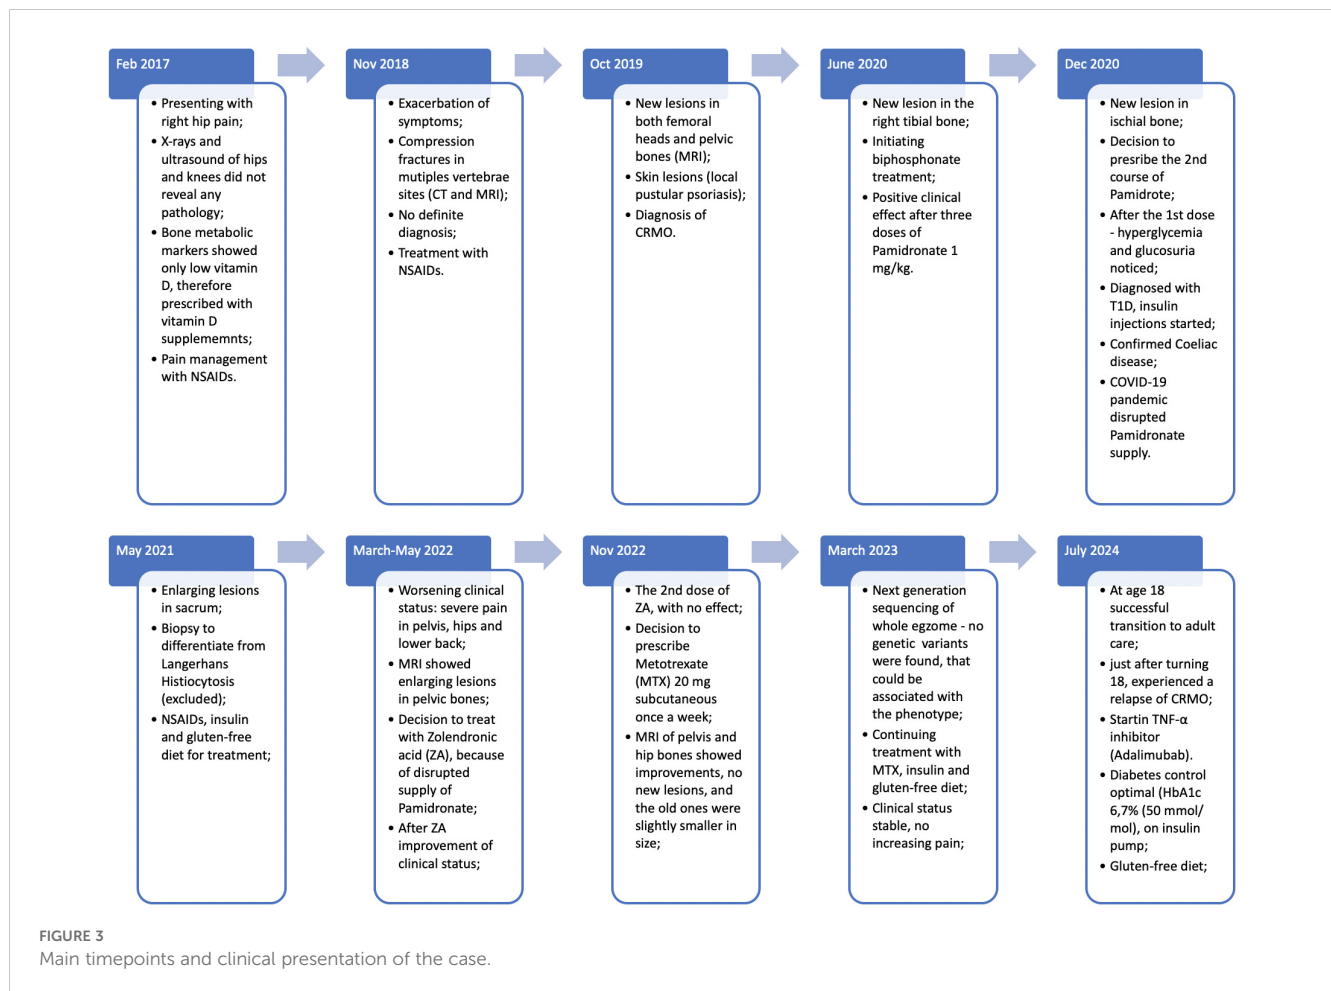 Feb 2017
• Presenting with
right hip pain;
• X-rays and
ultrasound of hips
and knees did not
reveal any
pathology;
• Bone metabolic
markers showed
only low vitamin
D, therefore
prescribed with
vitamin D
supplememnts;
• Pain management
with NSAIDs.
Nov 2018
• Exacerbation of
symptoms;
• Compression
fractures in
mutiples vertebrae
sites (CT and MRI);
• No definite
diagnosis;
• Treatment with
NSAIDs.
Oct 2019
• New lesions in
both femoral
heads and pelvic
bones (MRI);
• Skin lesions (local
pustular psoriasis);
• Diagnosis of
CRMO.
June 2020
• New lesion in the
right tibial bone;
• Initiating
biphosphonate
treatment;
• Positive clinical
effect after three
doses of
Pamidronate 1
mg/kg.
Dec 2020
• New lesion in
ischial bone;
• Decision to
presribe the 2nd
course of
Pamidrote;
• After the 1st dose
- hyperglycemia
and glucosuria
noticed;
• Diagnosed with
T1D, insulin
injections started;
• Confirmed Coeliac
disease;
• COVID-19
pandemic
disrupted
Pamidronate
supply.
May 2021
• Enlarging lesions
in sacrum;
• Biopsy to
differentiate from
Langerhans
Histiocytosis
(excluded);
• NSAIDs, insulin
and gluten-free
diet for treatment;
March-May 2022
• Worsening clinical
status: severe pain
in pelvis, hips and
lower back;
• MRI showed
enlarging lesions
in pelvic bones;
• Decision to treat
with Zolendronic
acid (ZA), because
of disrupted
supply of
Pamidronate;
• After ZA
improvement of
clinical status;
Nov 2022
• The 2nd dose of
ZA, with no effect;
• Decision to
prescribe
Metotrexate
(MTX) 20 mg
subcutaneous
once a week;
• MRI of pelvis and
hip bones showed
improvements, no
new lesions, and
the old ones were
slightly smaller in
size;
March 2023
• Next generation
sequencing of
whole egzome - no
genetic variants
were found, that
could be
associated with
the phenotype;
• Continuing
treatment with
MTX, insulin and
gluten-free diet;
• Clinical status
stable, no
increasing pain;
July 2024
• At age 18
successful
transition to adult
care;
• just after turning
18, experienced a
relapse of CRMO;
• Startin TNF-α
inhibitor
(Adalimubab).
• Diabetes control
optimal (HbA1c
6,7% (50 mmol/
mol), on insulin
pump;
• Gluten-free diet;
FIGURE 3
Main timepoints and clinical presentation of the case.